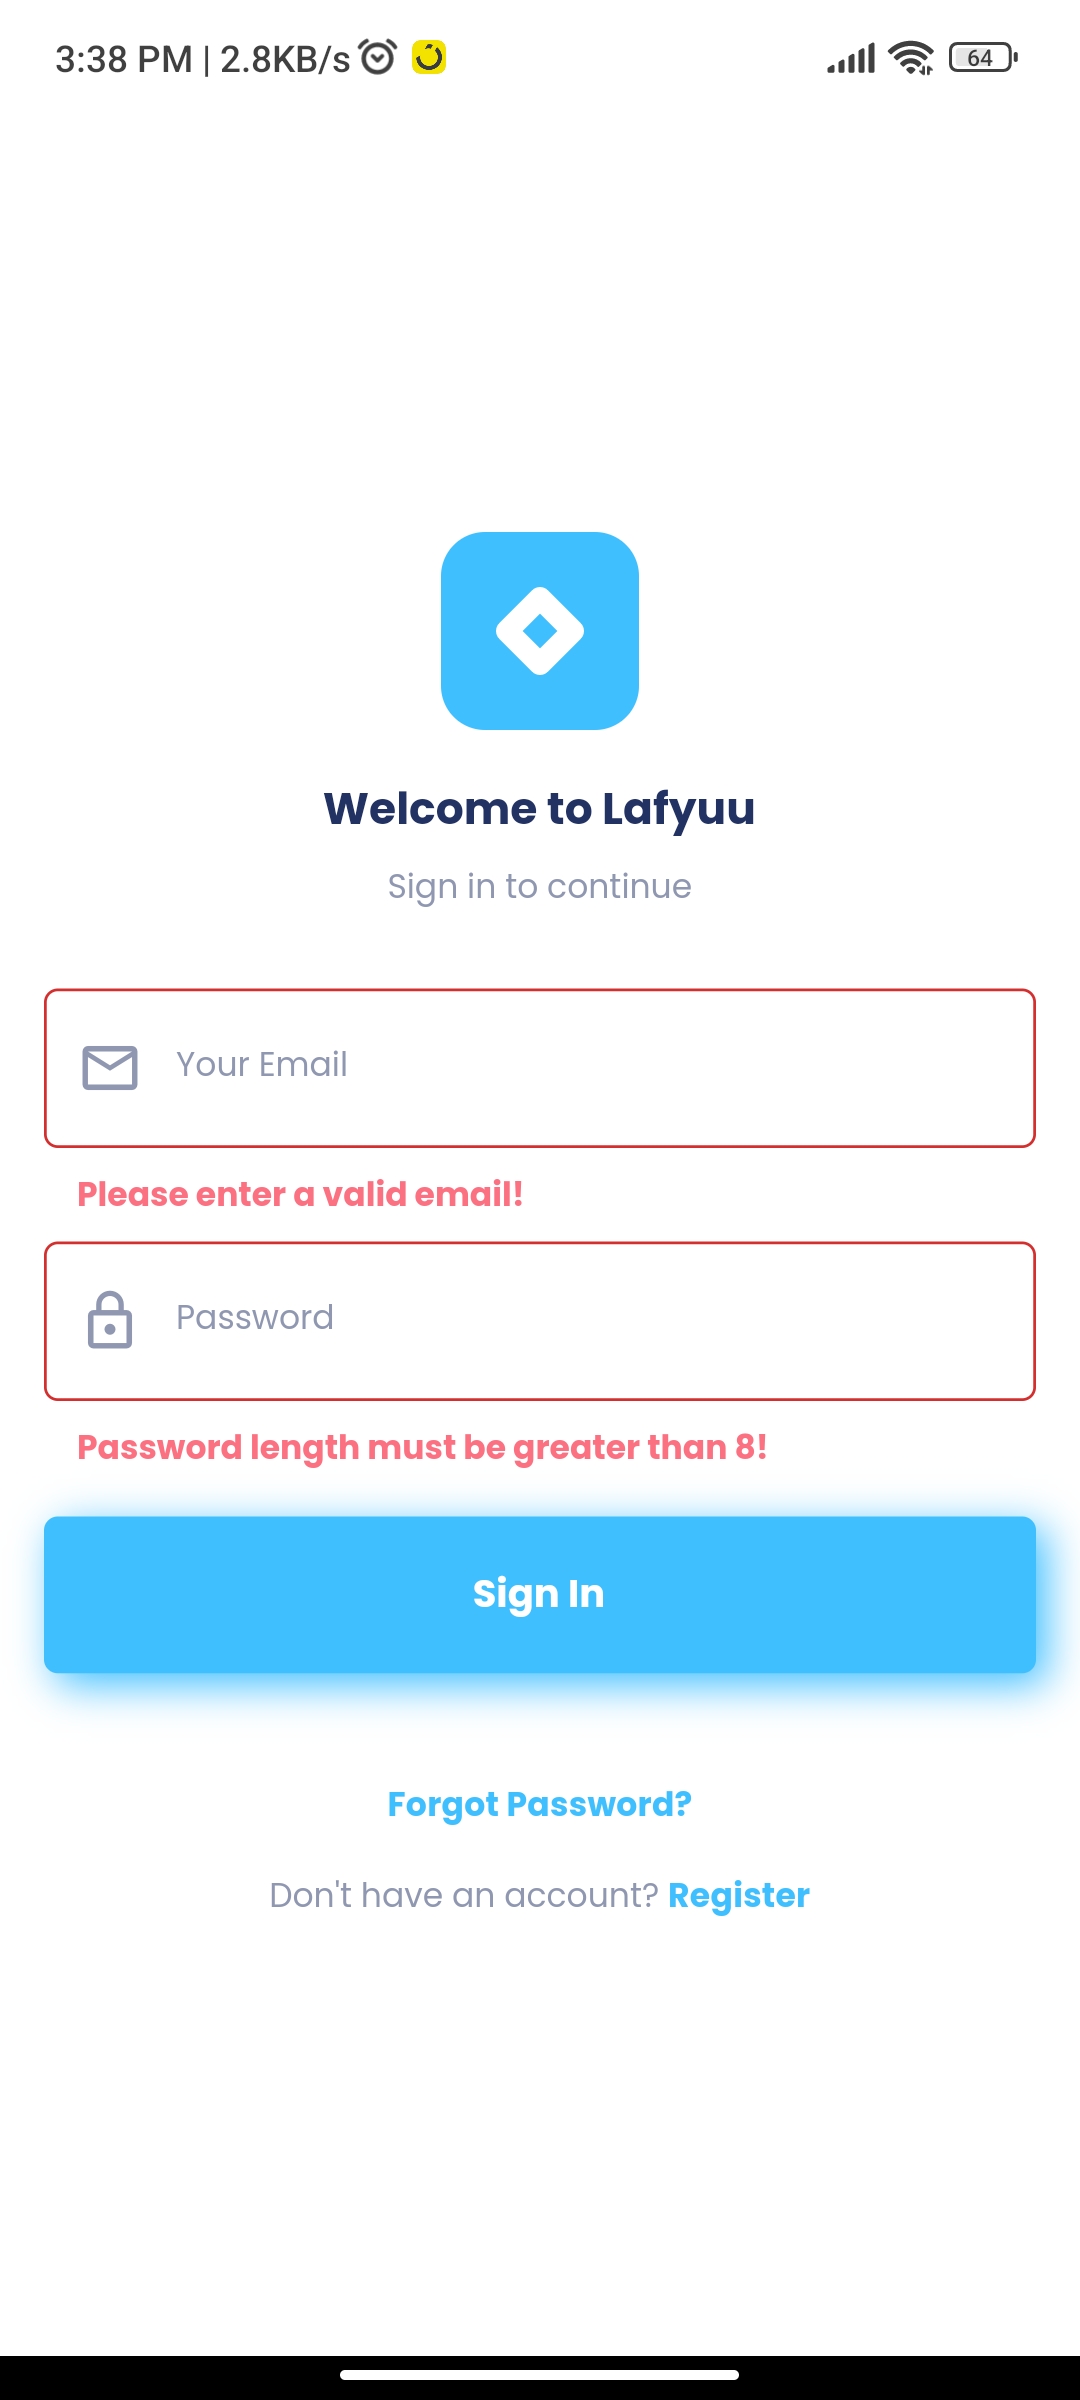 3:38 PM | 2.8KB/s
64
Welcome to Lafyuu
Sign in to continue
Your Email
Please enter a valid email!
Password
Password length must be greater than 8!
Sign In
Forgot Password?
Don't have an account? Register